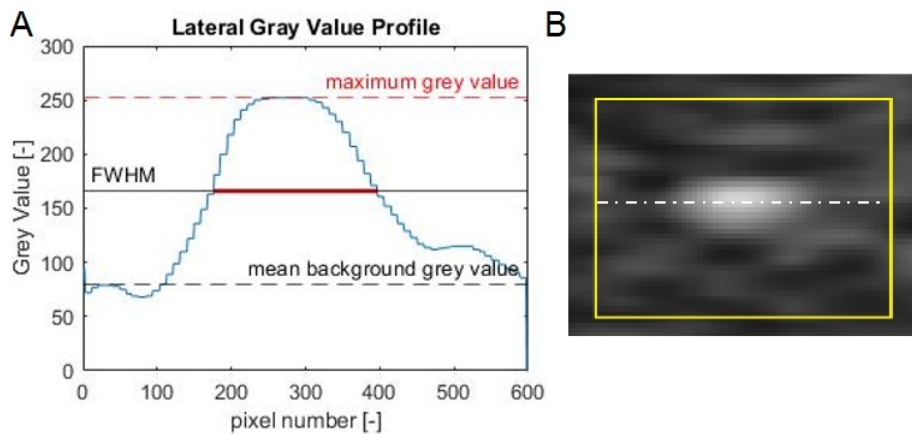 A
Lateral Gray Value Profile
B
300
maximum grey value
250
200
FWHM
150
Grey Value [-]
mean background grey value
100
50
0
0 100 200 300 400 500 600
pixel number [-]